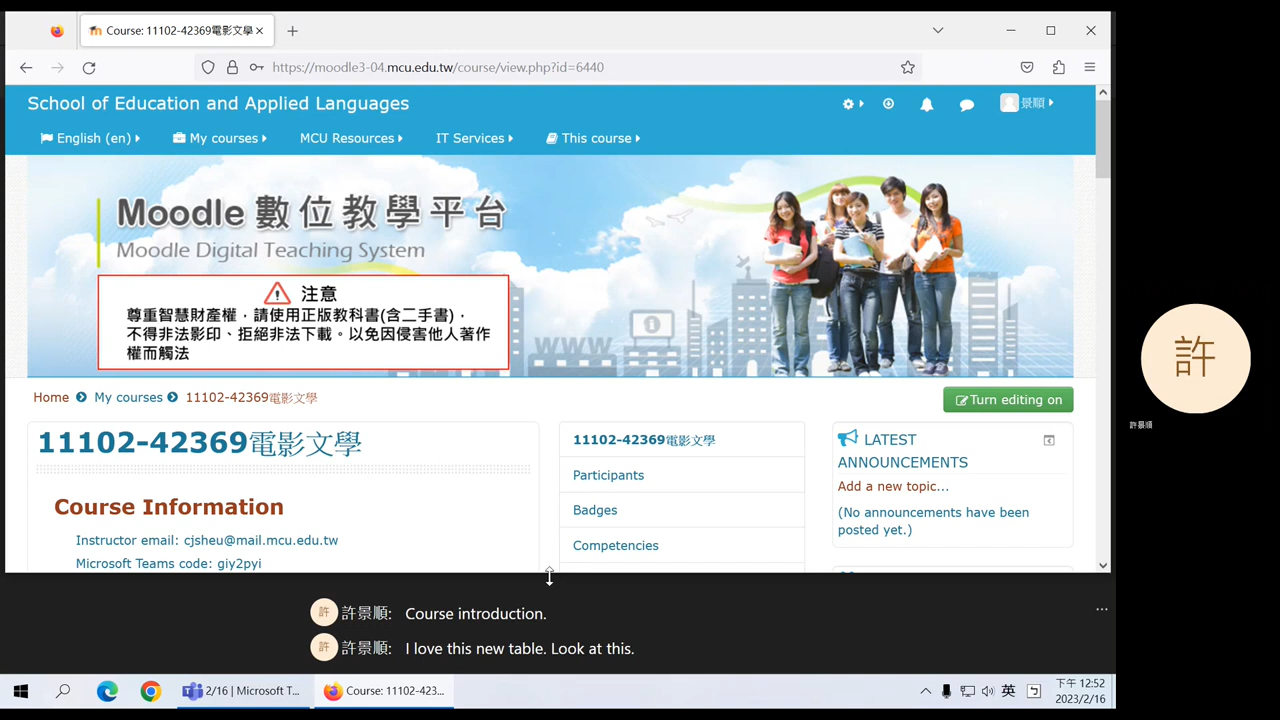 Course: 11102-42369電影文學
https://moodle3-04.mcu.edu.tw/course/view.php?id=6440
School of Education and Applied Languages
景順
English (en)
My courses
MCU Resources
IT Services
This course
Moodle 數位教學平台
Moodle Digital Teaching System
注意
尊重智慧財產權，請使用正版教科書(含二手書)，
不得非法影印、拒絕非法下載。以免因侵害他人著作
權而觸法
www
Home
My courses
11102-42369電影文學
Turn editing on
11102-42369電影文學
Course Information
Instructor email: cjsheu@mail.mcu.edu.tw
Microsoft Teams code: giy2pyi
11102-42369電影文學
Participants
Badges
Competencies
LATEST
ANNOUNCEMENTS
Add a new topic...
(No announcements have been
posted yet.)
許
許景順
許 許景順: Course introduction.
許 許景順: I love this new table. Look at this.
2/16 | Microsoft T...
Course: 11102-423...
英
下午 12:52
2023/2/16